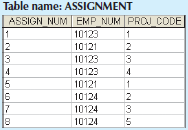 Table name: ASSIGNMENT
ASSIGN_NUM EMP_NUM PROJ_CODE
1 10123 1
2 10121 2
3 10123 3
4 10123 4
5 10121 1
6 10124 2
7 10124 3
8 10124 5